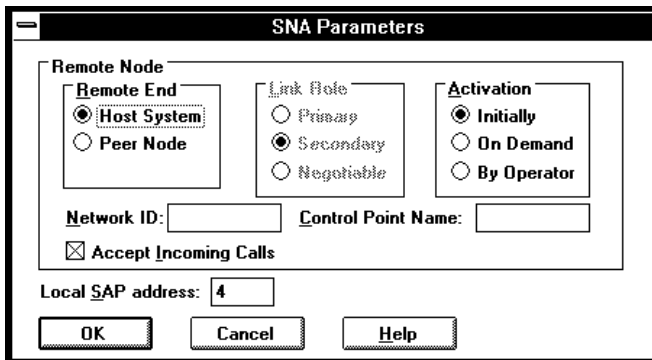 SNA Parameters
Remote Node
Remote End
Host System
Peer Node
Link Role
Primary
Secondary
Negotiable
Activation
Initially
On Demand
By Operator
Network ID:
Control Point Name:
Accept Incoming Calls
Local SAP address: 4
OK
Cancel
Help